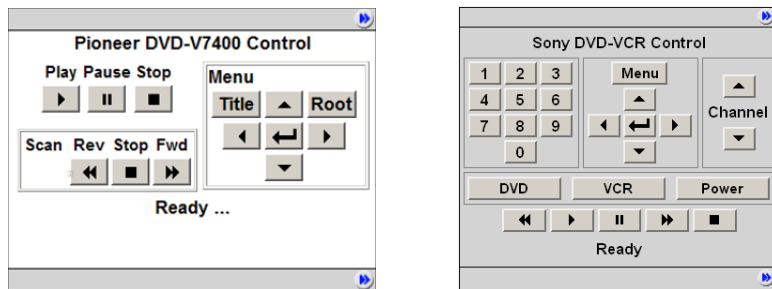 Pioneer DVD-V7400 Control
Play Pause Stop
Menu
Title Root
Scan Rev Stop Fwd
Ready ...
Sony DVD-VCR Control
1 2 3
4 5 6
7 8 9
0
Menu
Channel
DVD VCR Power
Ready